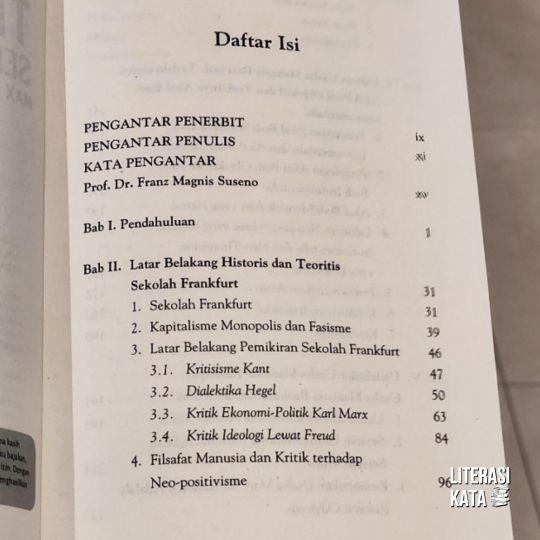 Daftar Isi
PENGANTAR PENERBIT ix
PENGANTAR PENULIS xi
KATA PENGANTAR
Prof. Dr. Franz Magnis Suseno xv
Bab I. Pendahuluan 1
Bab II. Latar Belakang Historis dan Teoritis
Sekolah Frankfurt 31
1. Sekolah Frankfurt 31
2. Kapitalisme Monopolis dan Fasisme 39
3. Latar Belakang Pemikiran Sekolah Frankfurt 46
3.1. Kritisisme Kant 47
3.2. Dialektika Hegel 50
3.3. Kritik Ekonomi-Politik Karl Marx 63
3.4. Kritik Ideologi Lewat Freud 84
4. Filsafat Manusia dan Kritik terhadap
Neo-positivisme 96
LITERASI
KATA